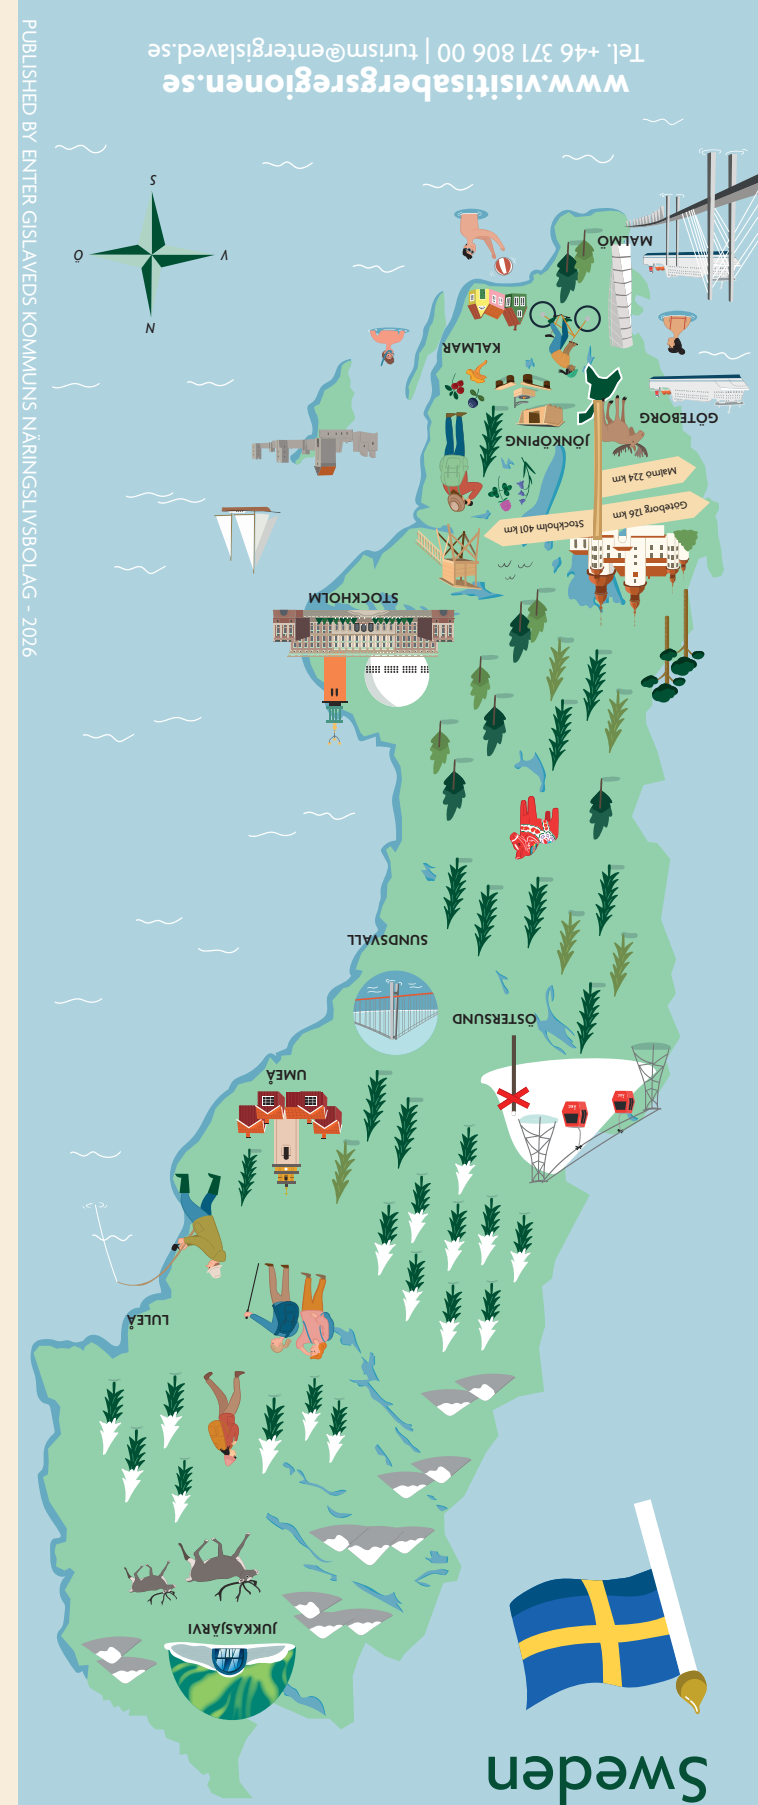 Sweden
JUKKASJÄRVI
LULEÅ
UMEÅ
ÖSTERSUND
SUNDSVALL
STOCKHOLM
Göteborg 126 km
Stockholm 401 km
Malmö 224 km
JÖNKÖPING
GÖTEBORG
KALMAR
MALMÖ
N
V
Ö
S
www.visitisabergsregionen.se
Tel. +46 371 806 00 | turism@entergislaved.se
PUBLISHED BY ENTER GISLAVEDS KOMMUNS NÄRINGSLIVSBOLAG - 2026